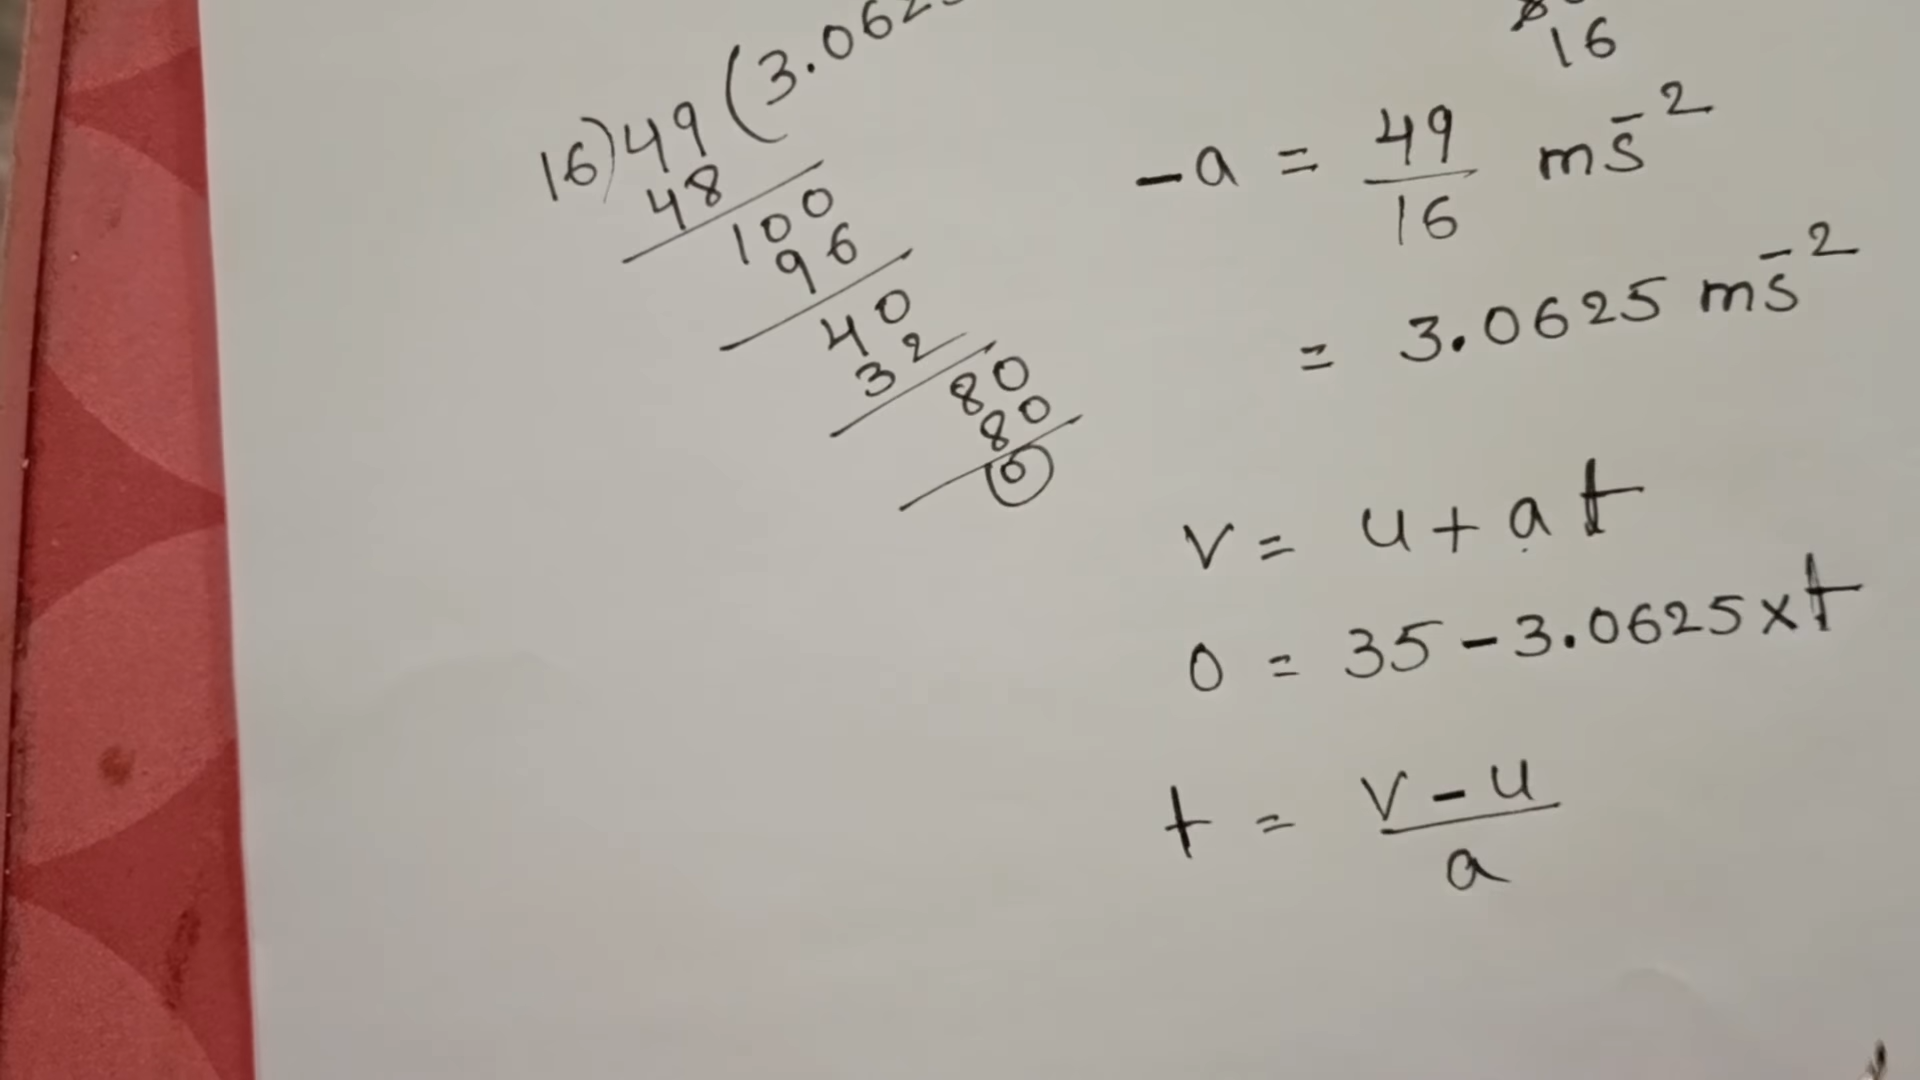 16)49(3.062
48
100
96
40
32
80
80
0
16
-a = 49/16 ms^-2
= 3.0625 ms^-2
v = u + at
0 = 35 - 3.0625 x t
t = v - u / a